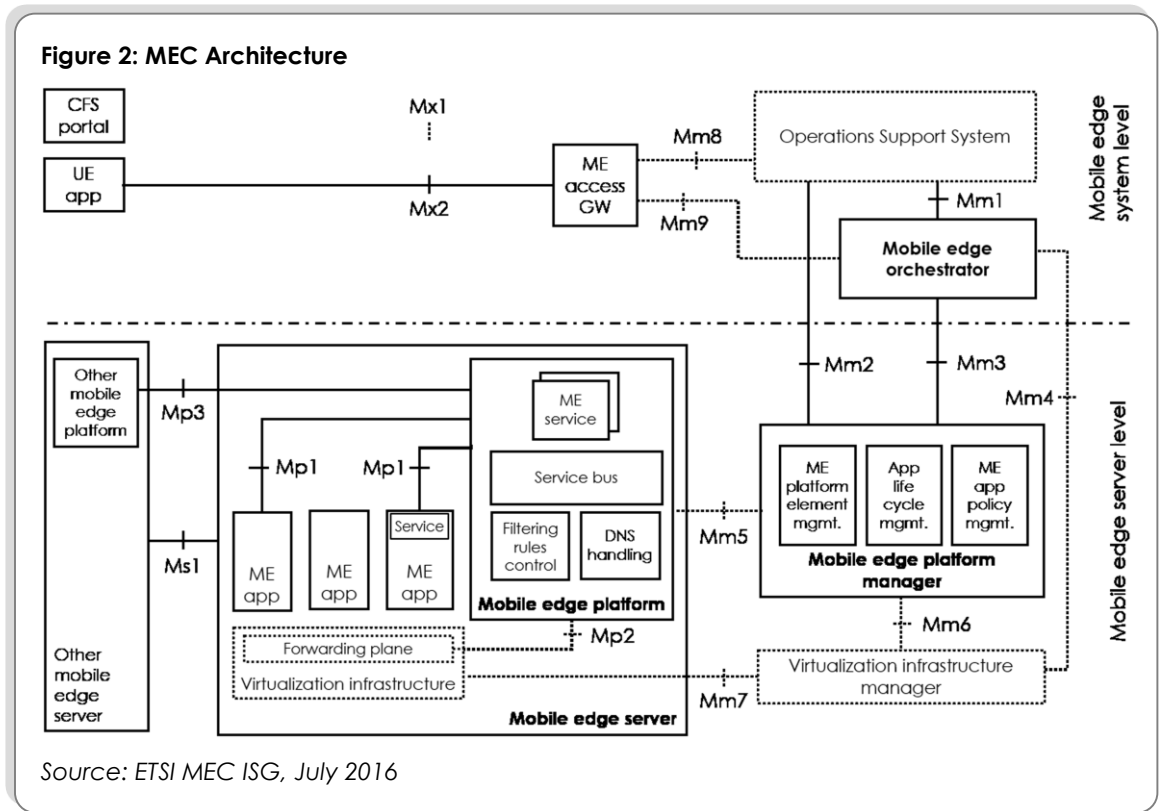 Figure 2: MEC Architecture
CFS
portal
Mx1
UE
app
Mx2
ME
access
GW
Mm8
Mm9
Operations Support System
Mm1
Mobile edge
orchestrator
Mobile edge
system level
Other
mobile
edge
platform
Mp3
Mp1
Mp1
ME
service
Service bus
Filtering
rules
control
DNS
handling
Mobile edge platform
Ms1
ME
app
ME
app
Service
ME
app
Mp2
Forwarding plane
Virtualization infrastructure
Other
mobile
edge
server
Mobile edge server
Mm2
Mm3
Mm4
Mm5
ME
platform
element
mgmt.
App
life
cycle
mgmt.
ME
app
policy
mgmt.
Mobile edge platform
manager
Mm6
Mm7
Virtualization infrastructure
manager
Mobile edge server level
Source: ETSI MEC ISG, July 2016